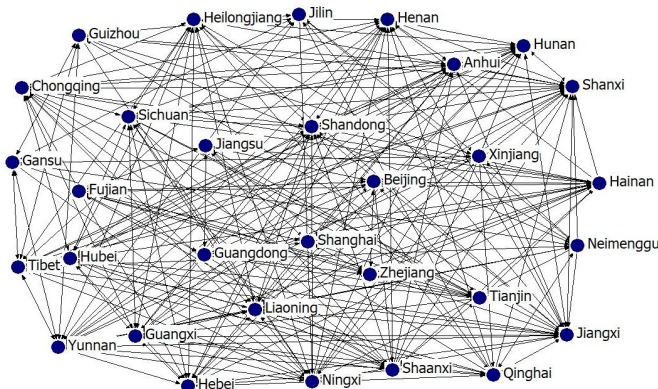 Heilongjiang
Jilin
Henan
Guizhou
Hunan
Anhui
Shanxi
Chongqing
Sichuan
Shandong
Jiangsu
Xinjiang
Gansu
Beijing
Hainan
Fujian
Shanghai
Neimenggu
Hubei
Guangdong
Tibet
Zhejiang
Tianjin
Liaoning
Guangxi
Jiangxi
Yunnan
Shaanxi
Qinghai
Ningxi
Hebei